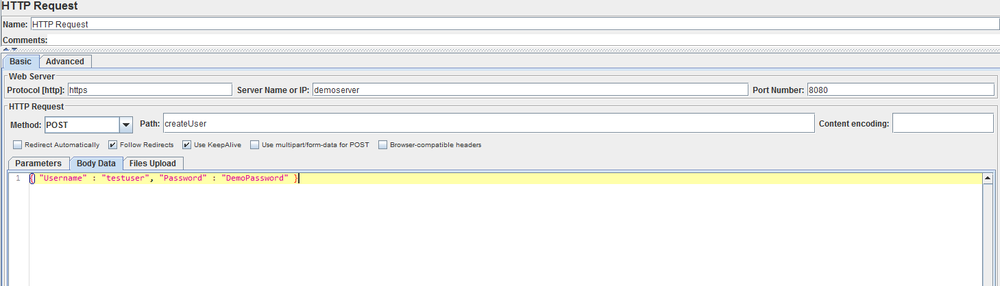 HTTP Request
Name: HTTP Request
Comments:
Basic Advanced
Web Server
Protocol [http]: https Server Name or IP: demoserver Port Number: 8080
HTTP Request
Method: POST Path: createUser Content encoding:
Redirect Automatically Follow Redirects Use KeepAlive Use multipart/form-data for POST Browser-compatible headers
Parameters Body Data Files Upload
1 { "Username" : "testuser", "Password" : "DemoPassword" }